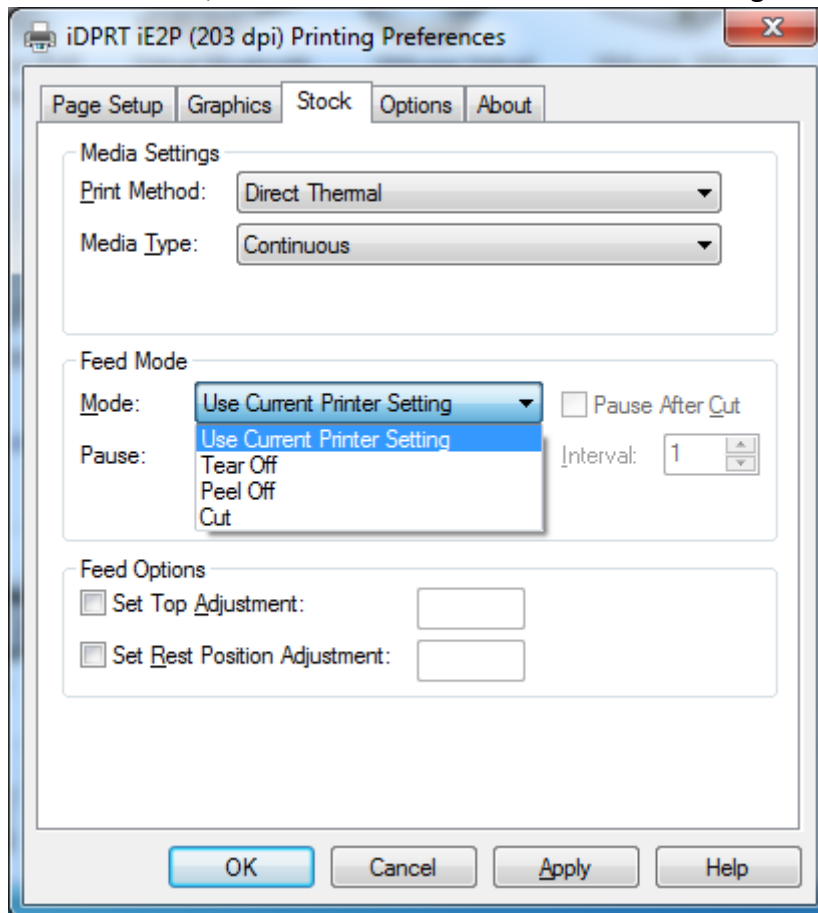 iDPRT iE2P (203 dpi) Printing Preferences
Page Setup Graphics Stock Options About
Media Settings
Print Method: Direct Thermal
Media Type: Continuous
Feed Mode
Mode: Use Current Printer Setting Pause After Cut
Use Current Printer Setting
Pause: Tear Off Interval: 1
Peel Off
Cut
Feed Options
Set Top Adjustment:
Set Rest Position Adjustment:
OK Cancel Apply Help